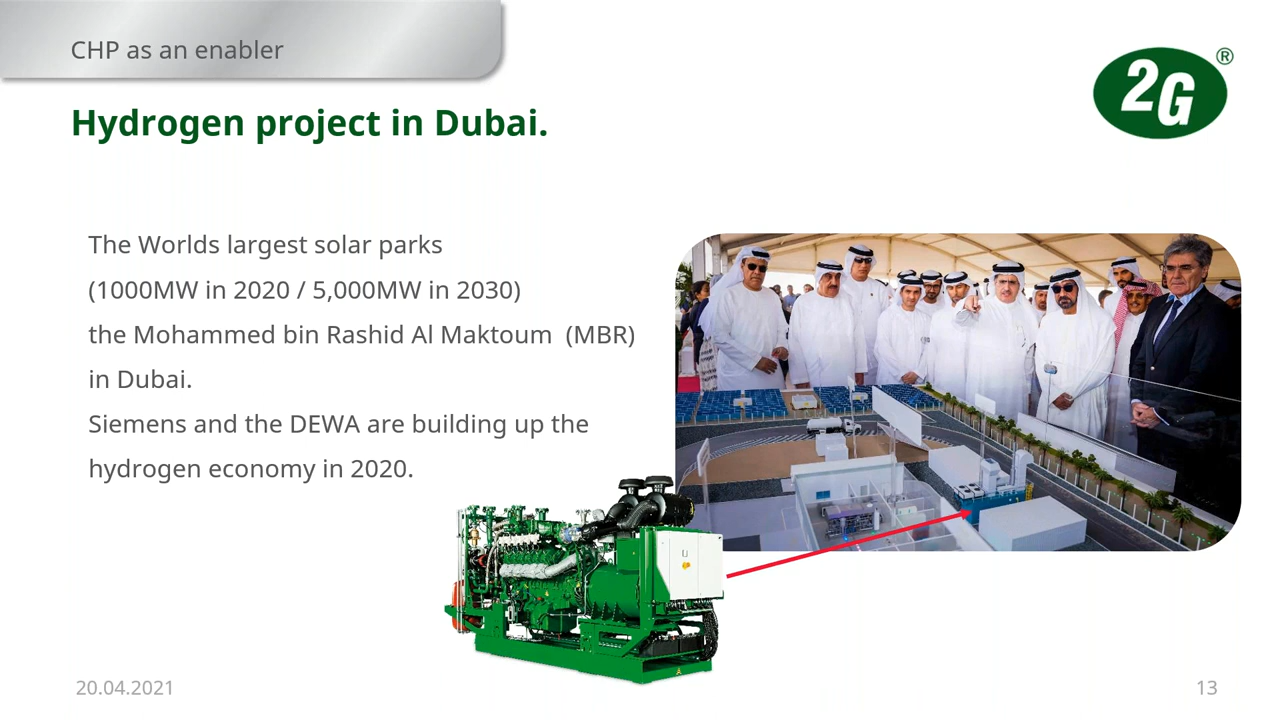 CHP as an enabler
2G®
Hydrogen project in Dubai.
The Worlds largest solar parks
(1000MW in 2020 / 5,000MW in 2030)
the Mohammed bin Rashid Al Maktoum (MBR)
in Dubai.
Siemens and the DEWA are building up the
hydrogen economy in 2020.
20.04.2021
13